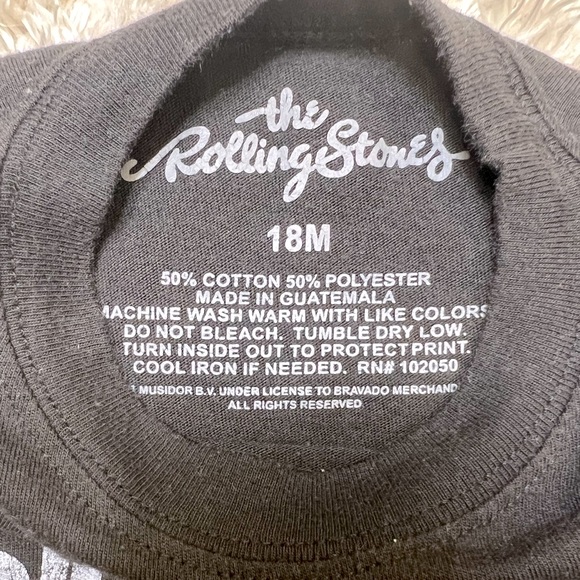 the
Rolling Stones
18M
50% COTTON 50% POLYESTER
MADE IN GUATEMALA
MACHINE WASH WARM WITH LIKE COLORS
DO NOT BLEACH. TUMBLE DRY LOW.
TURN INSIDE OUT TO PROTECT PRINT.
COOL IRON IF NEEDED. RN# 102050
MUSIDOR B.V. UNDER LICENSE TO BRAVADO MERCHAND
ALL RIGHTS RESERVED